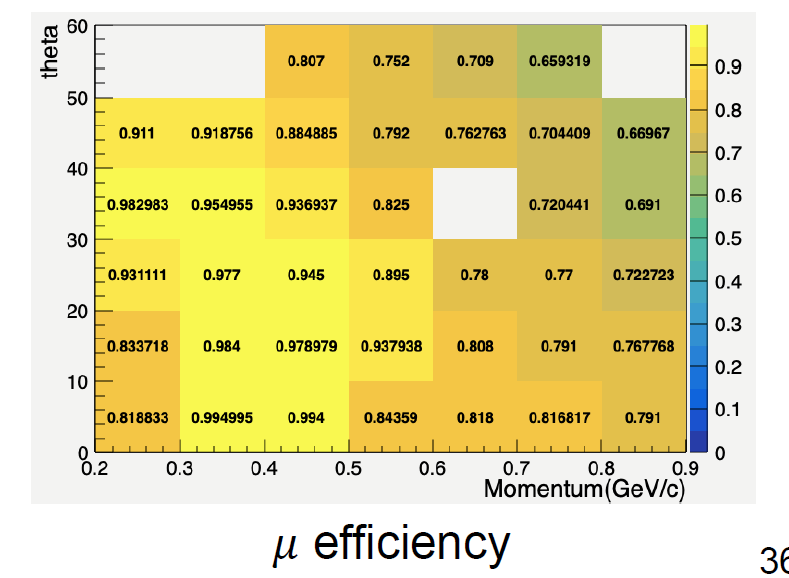 theta
60
0.9
0.807 0.752 0.709 0.659319
50
0.8
0.911 0.918756 0.884885 0.792 0.762763 0.704409 0.66967
0.7
40
0.6
0.982983 0.954955 0.936937 0.825 0.720441 0.691
30
0.5
0.931111 0.977 0.945 0.895 0.78 0.77 0.722723
0.4
20
0.3
0.833718 0.984 0.978979 0.937938 0.808 0.791 0.767768
0.2
10
0.1
0.818833 0.994995 0.994 0.84359 0.818 0.816817 0.791
0 0
0.2 0.3 0.4 0.5 0.6 0.7 0.8 0.9
Momentum(GeV/c)
μ efficiency
36